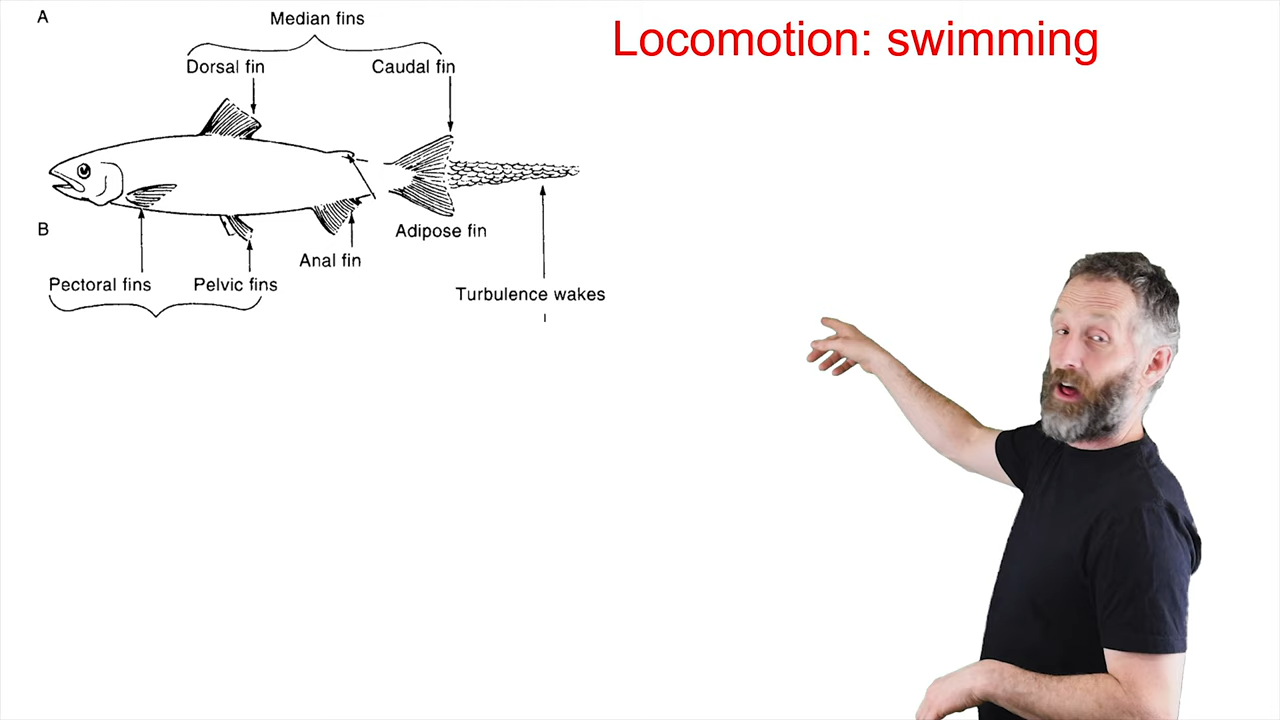 A
Median fins
Locomotion: swimming
Dorsal fin
Caudal fin
B
Adipose fin
Anal fin
Pectoral fins
Pelvic fins
Turbulence wakes